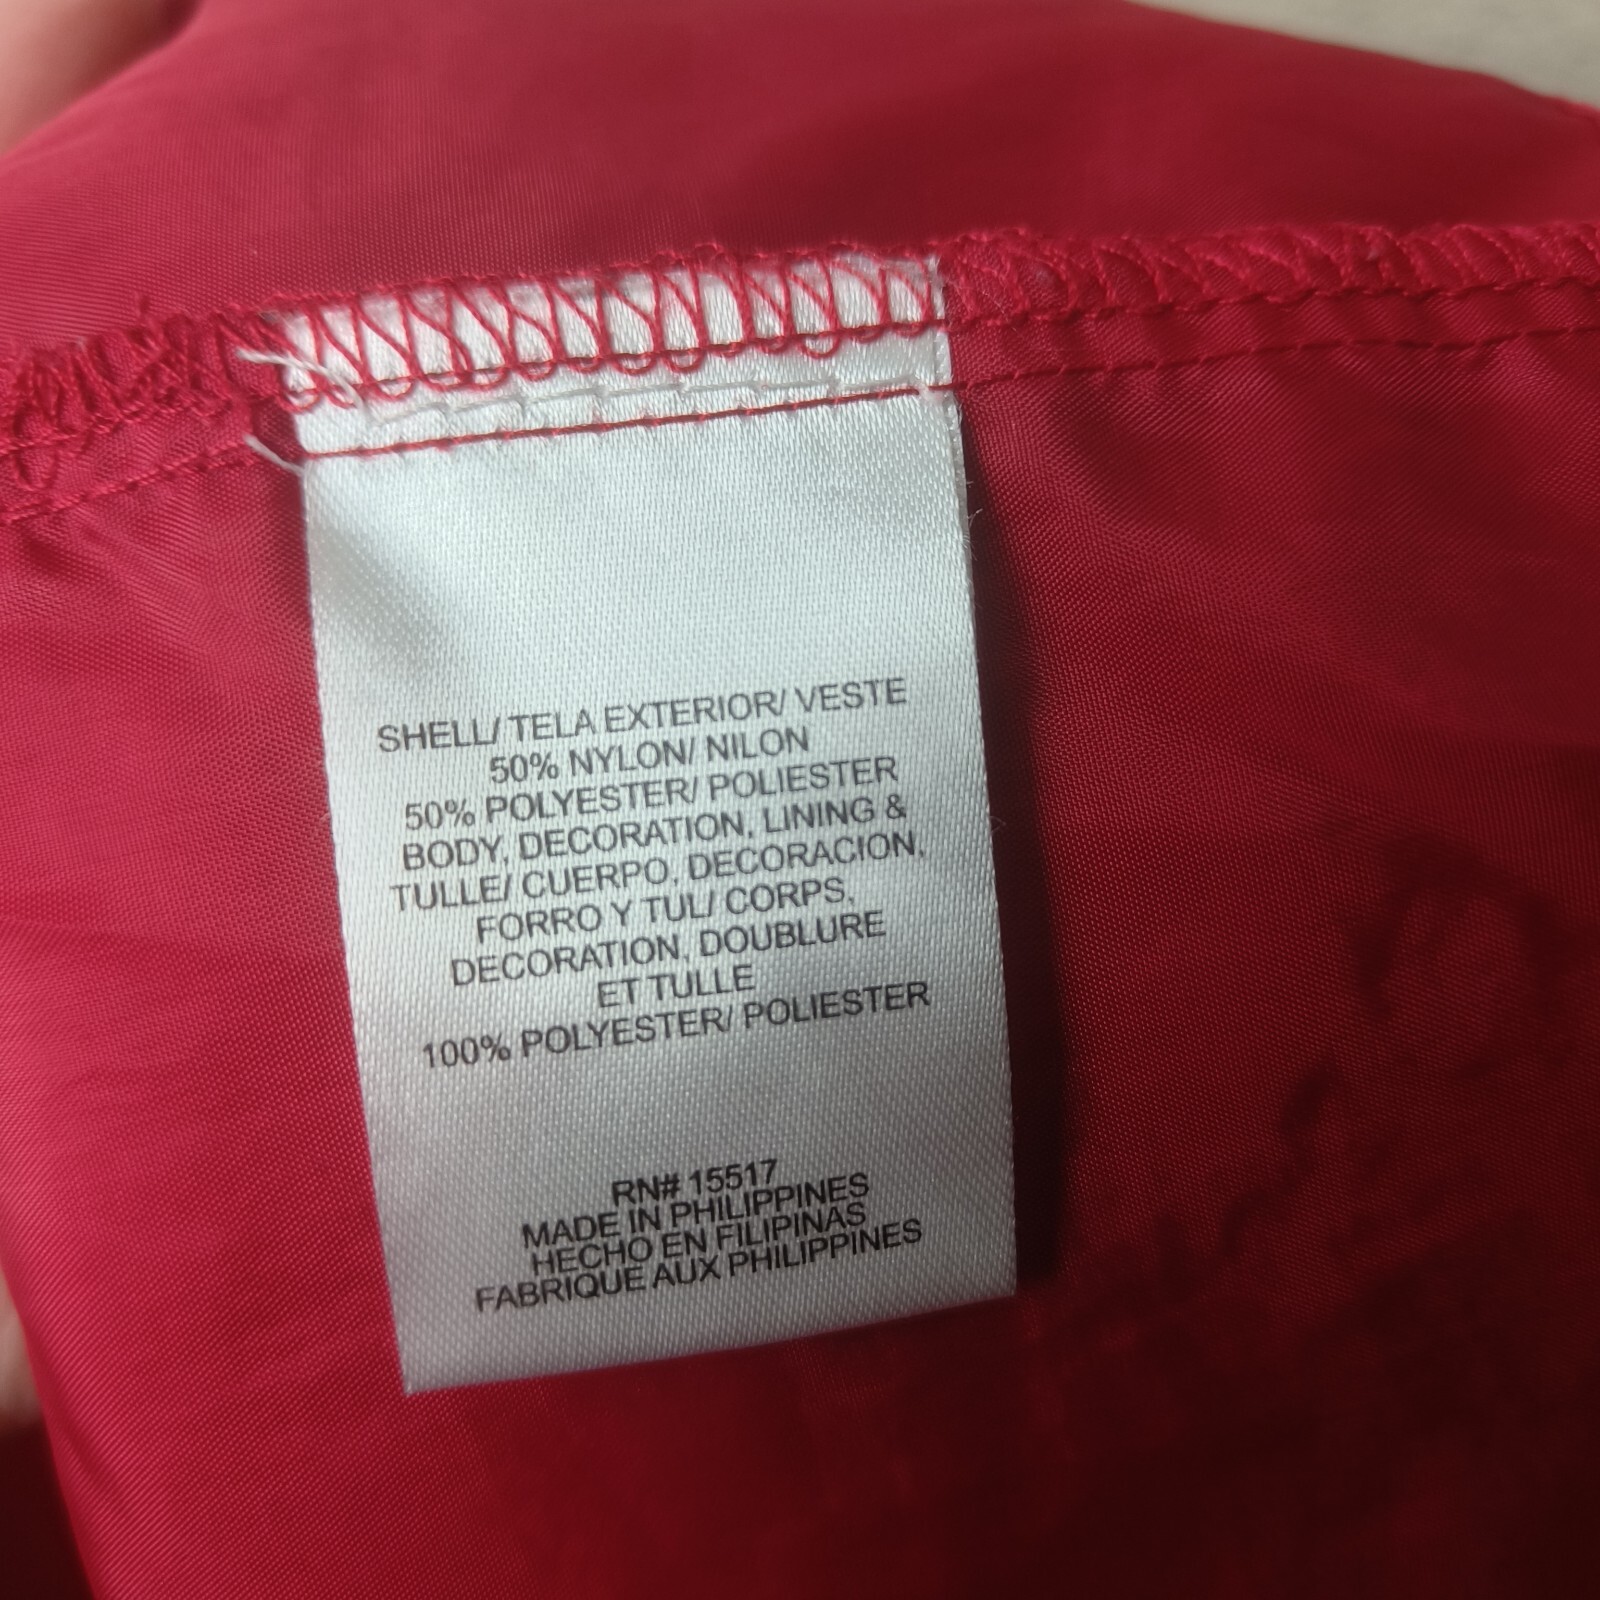 SHELL/ TELA EXTERIOR/ VESTE
50% NYLON/ NILON
50% POLYESTER/ POLIESTER
BODY, DECORATION, LINING &
TULLE/ CUERPO, DECORACION,
FORRO Y TUL/ CORPS,
DECORATION, DOUBLURE
ET TULLE
100% POLYESTER/ POLIESTER
RN# 15517
MADE IN PHILIPPINES
HECHO EN FILIPINAS
FABRIQUE AUX PHILIPPINES